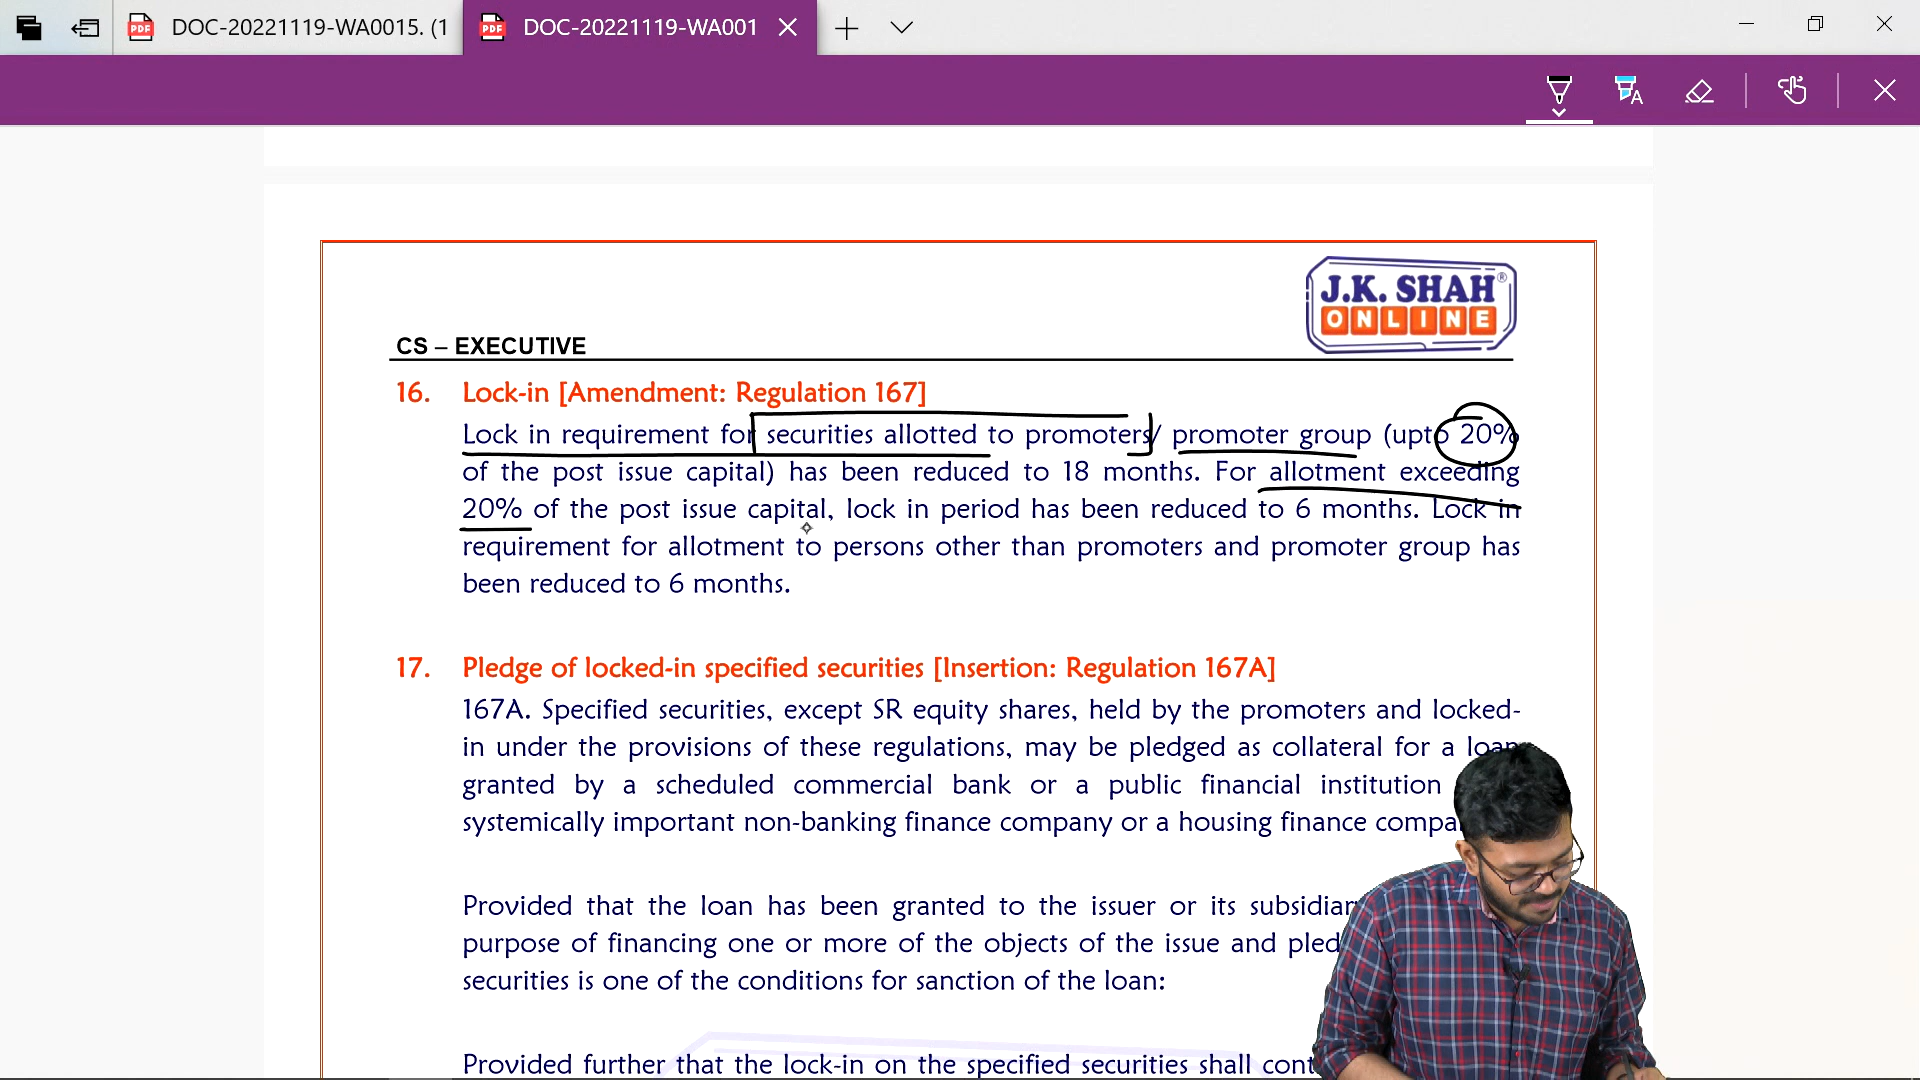 DOC-20221119-WA0015. (1
DOC-20221119-WA001
J.K. SHAH®
ONLINE
CS – EXECUTIVE
16. Lock-in [Amendment: Regulation 167]
Lock in requirement for securities allotted to promoters/ promoter group (upto 20%
of the post issue capital) has been reduced to 18 months. For allotment exceeding
20% of the post issue capital, lock in period has been reduced to 6 months. Lock in
requirement for allotment to persons other than promoters and promoter group has
been reduced to 6 months.
17. Pledge of locked-in specified securities [Insertion: Regulation 167A]
167A. Specified securities, except SR equity shares, held by the promoters and locked-
in under the provisions of these regulations, may be pledged as collateral for a loan
granted by a scheduled commercial bank or a public financial institution
systemically important non-banking finance company or a housing finance
Provided that the loan has been granted to the issuer or its
purpose of financing one or more of the objects of the issue and
securities is one of the conditions for sanction of the loan:
Provided further that the lock-in on the specified securities shall